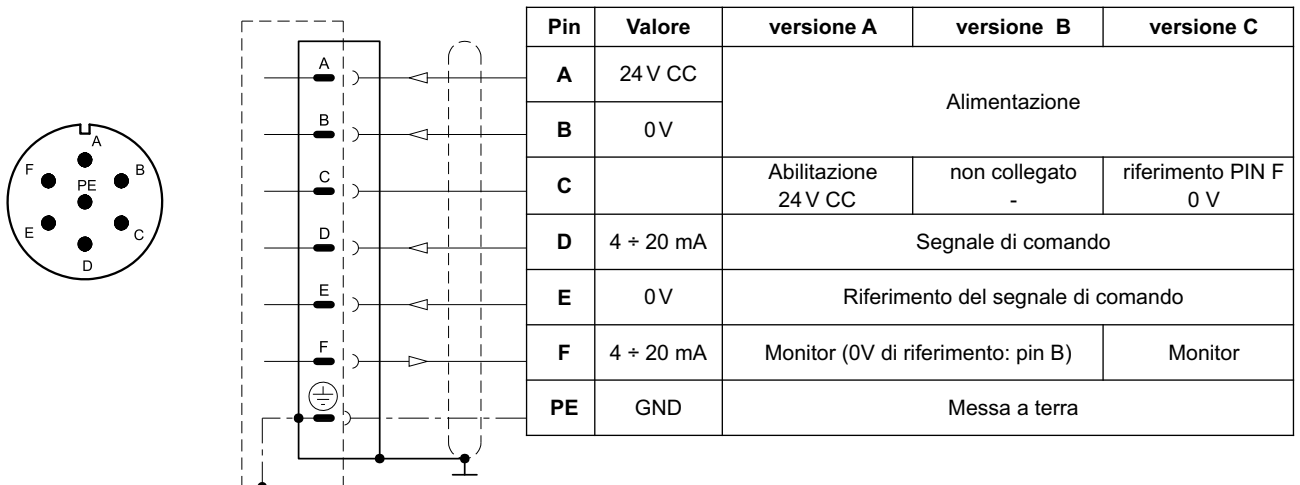 A
B
C
D
E
F
PE
A
B
C
D
E
F
Pin Valore versione A versione B versione C
A 24 V CC Alimentazione
B 0 V
C Abilitazione 24 V CC non collegato - riferimento PIN F 0 V
D 4 ÷ 20 mA Segnale di comando
E 0 V Riferimento del segnale di comando
F 4 ÷ 20 mA Monitor (0V di riferimento: pin B) Monitor
PE GND Messa a terra